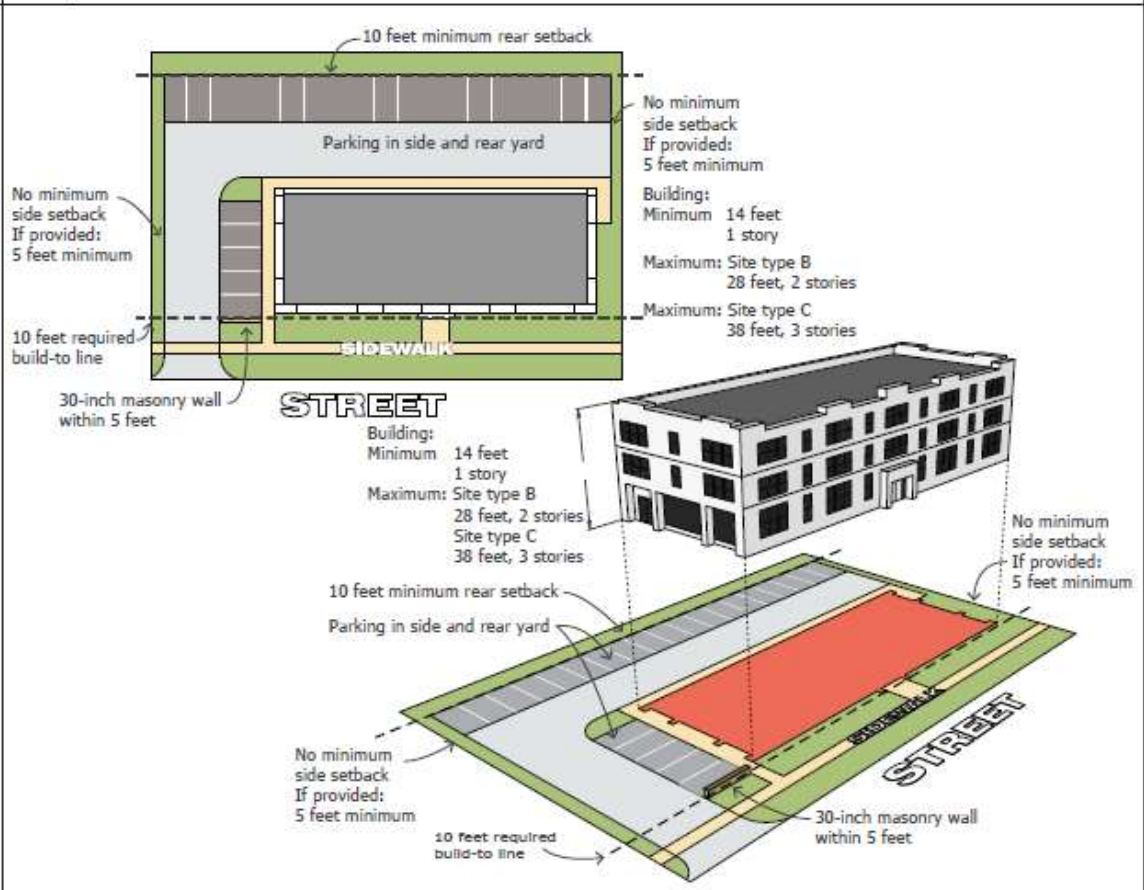 10 feet minimum rear setback
No minimum
side setback
If provided:
5 feet minimum
Parking in side and rear yard
No minimum
side setback
If provided:
5 feet minimum
Building:
Minimum 14 feet
1 story
Maximum: Site type B
28 feet, 2 stories
Maximum: Site type C
38 feet, 3 stories
10 feet required
build-to line
SIDEWALK
30-inch masonry wall
within 5 feet
STREET
Building:
Minimum 14 feet
1 story
Maximum: Site type B
28 feet, 2 stories
Site type C
38 feet, 3 stories
No minimum
side setback
If provided:
5 feet minimum
10 feet minimum rear setback
Parking in side and rear yard
SIDEWALK
STREET
No minimum
side setback
If provided:
5 feet minimum
30-inch masonry wall
within 5 feet
10 feet required
build-to line